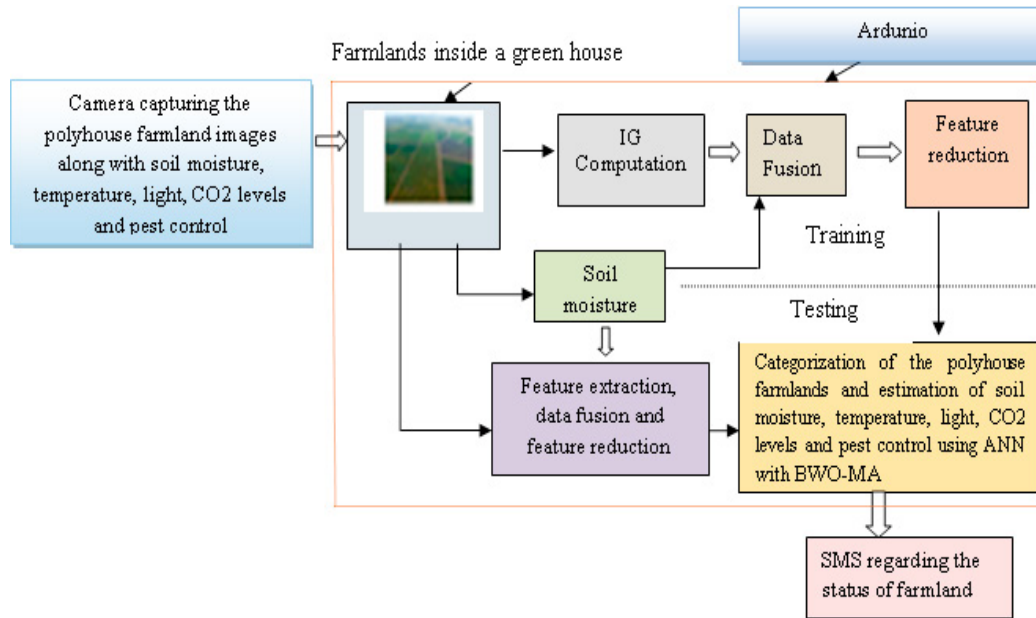 Ardunio
Farmlands inside a green house
Camera capturing the
polyhouse farmland images
along with soil moisture,
temperature, light, CO2 levels
and pest control
IG
Computation
Data
Fusion
Feature
reduction
Training
Soil
moisture
Testing
Feature extraction,
data fusion and
feature reduction
Categorization of the polyhouse
farmlands and estimation of soil
moisture, temperature, light, CO2
levels and pest control using ANN
with BWO-MA
SMS regarding the
status of farmland